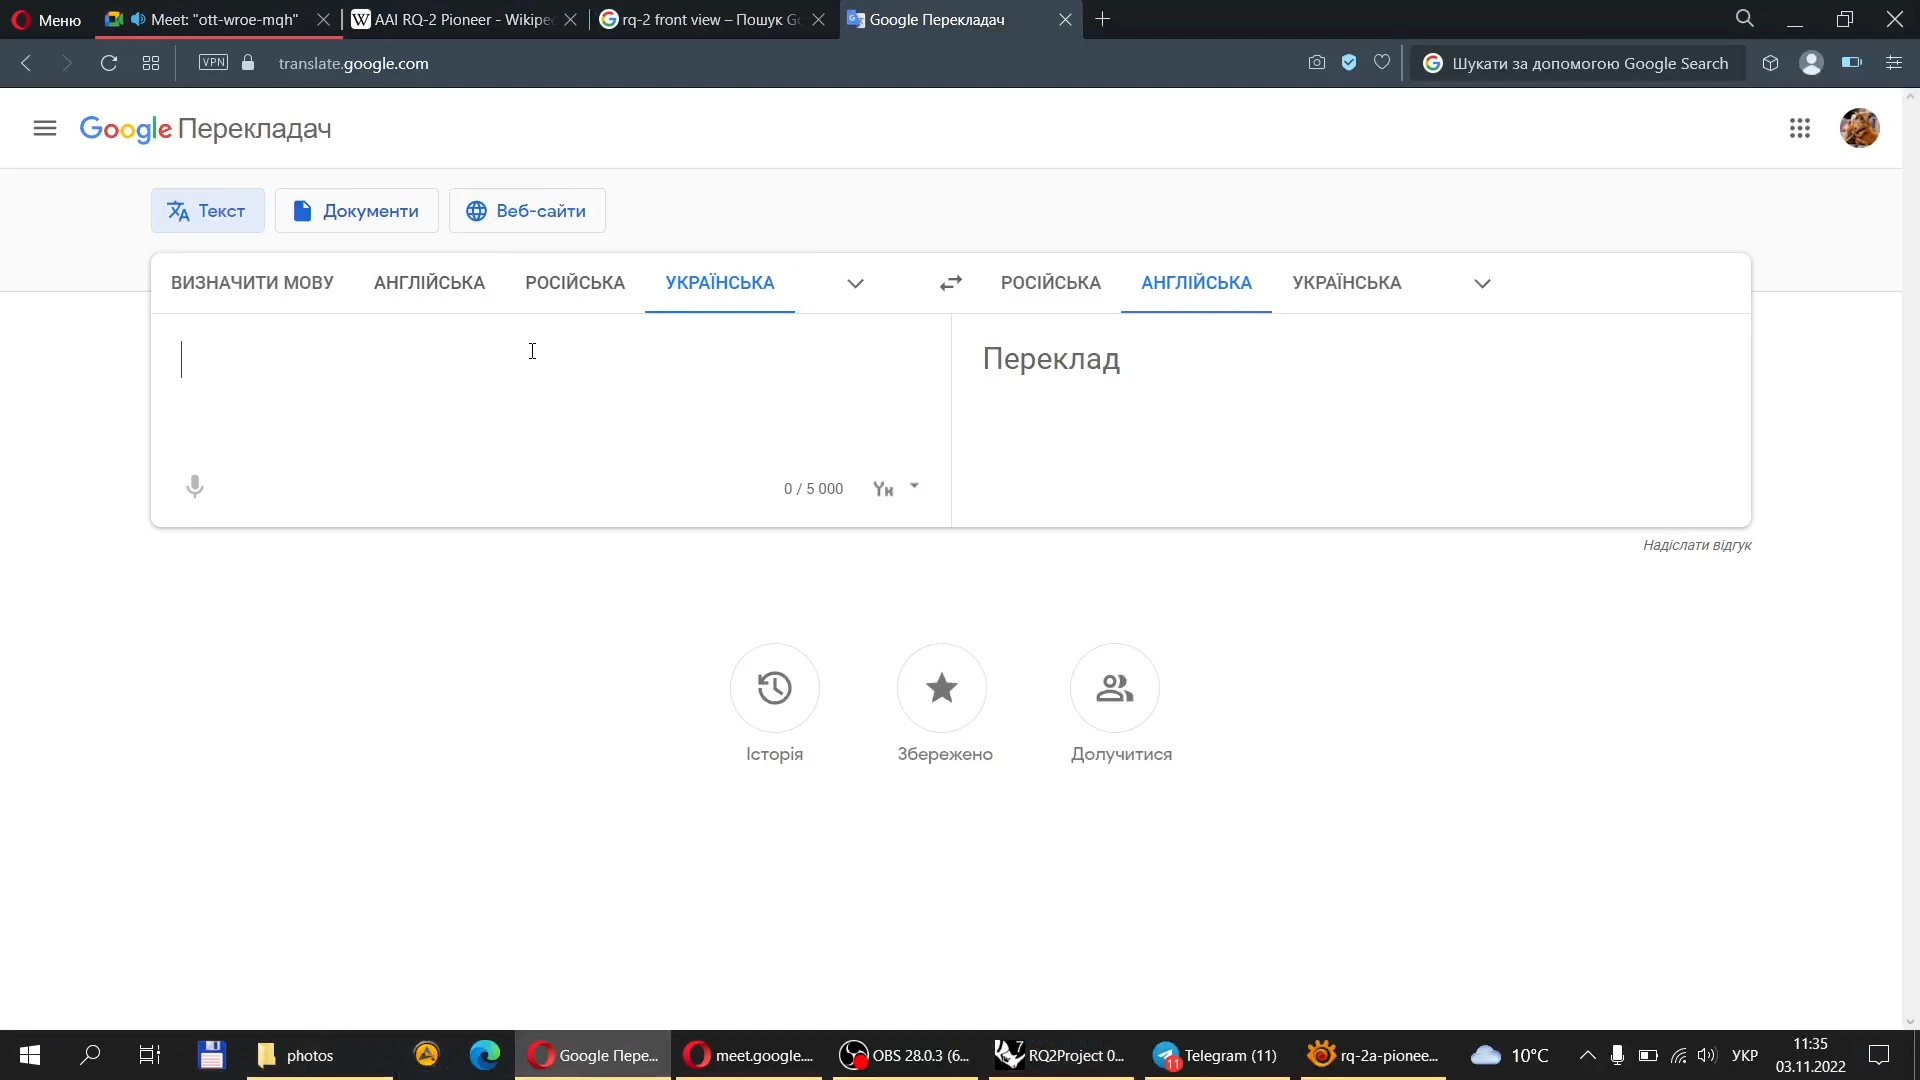 Меню
Meet: "ott-wroe-mqh"
AAI RQ-2 Pioneer - Wikipe
rq-2 front view – Пошук Go
Google Перекладач
VPN
translate.google.com
Шукати за допомогою Google Search
Google Перекладач
Текст
Документи
Веб-сайти
ВИЗНАЧИТИ МОВУ
АНГЛІЙСЬКА
РОСІЙСЬКА
УКРАЇНСЬКА
РОСІЙСЬКА
АНГЛІЙСЬКА
УКРАЇНСЬКА
Переклад
0 / 5 000
Ун
Надіслати відгук
Історія
Збережено
Долучитися
photos
Google Пере...
meet.google....
OBS 28.0.3 (6...
RQ2Project 0...
Telegram (11)
rq-2a-pionee...
10°C
УКР
11:35
03.11.2022